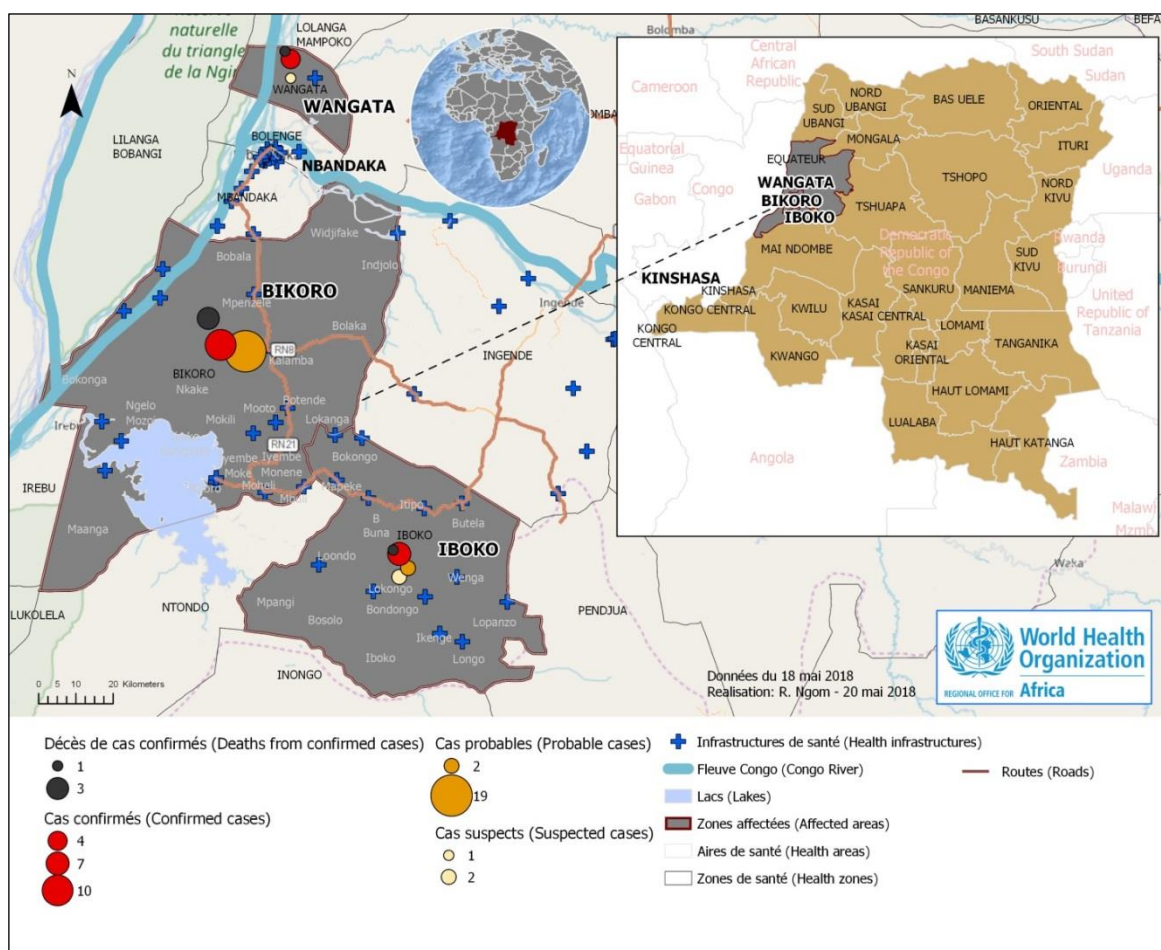 naturelle
du triangle
de la Ngir
LOLANGA
MAMPOKO
Bolomba
BASANKUSU
BEFA
N
WANGATA
WANGATA
LILANGA
BOBANGI
BOLENGE
NBANDAKA
MBANDAKA
Widjifake
Bobala
Indjolo
BIKORO
Mpenzele
Ingende
Bolaka
RN8
Kalamba
INGENDE
BIKORO
Bokonga
Nkake
Botende
Ngelo
Mooto
Mokili
Lokanga
Irebu
RN21
Iyembe
Iyembe
Bokongo
Moke
Monene
IREBU
Moheli
Mapeke
Itipo
Maanga
B
Butela
Buna
IBOKO
IBOKO
Loondo
Wenga
Lokongo
Waka
LUKOLELA
NTONDO
Mpangi
Bondongo
PENDJUA
Bosolo
Lopanzo
Ikenge
Iboko
Longo
INONGO
0 5 10 20 Kilometers
Central
African
Republic
South Sudan
Cameroon
Sudan
NORD
UBANGI
BAS UELE
SUD
UBANGI
ORIENTAL
MONGALA
ITURI
Equatorial
Guinea
EQUATEUR
Uganda
Congo
WANGATA
TSHOPO
Gabon
BIKORO
NORD
KIVU
IBOKO
TSHUAPA
MAI NDOMBE
Democratic
Republic of
the Congo
Rwanda
SUD
KIVU
Burundi
KINSHASA
KINSHASA
SANKURU
MANIEMA
KONGO CENTRAL
KWILU
KASAI
KASAI CENTRAL
United
Republic of
Tanzania
KONGO
CENTRAL
LOMAMI
KWANGO
KASAI
ORIENTAL
TANGANIKA
HAUT LOMAMI
LUALABA
HAUT KATANGA
Angola
Zambia
Malawi
Mzmb
Données du 18 mai 2018
Realisation: R. Ngom - 20 mai 2018
World Health
Organization
REGIONAL OFFICE FOR Africa
Décès de cas confirmés (Deaths from confirmed cases)
1
3
Cas confirmés (Confirmed cases)
4
7
10
Cas probables (Probable cases)
2
19
Cas suspects (Suspected cases)
1
2
Infrastructures de santé (Health infrastructures)
Fleuve Congo (Congo River)
Routes (Roads)
Lacs (Lakes)
Zones affectées (Affected areas)
Aires de santé (Health areas)
Zones de santé (Health zones)